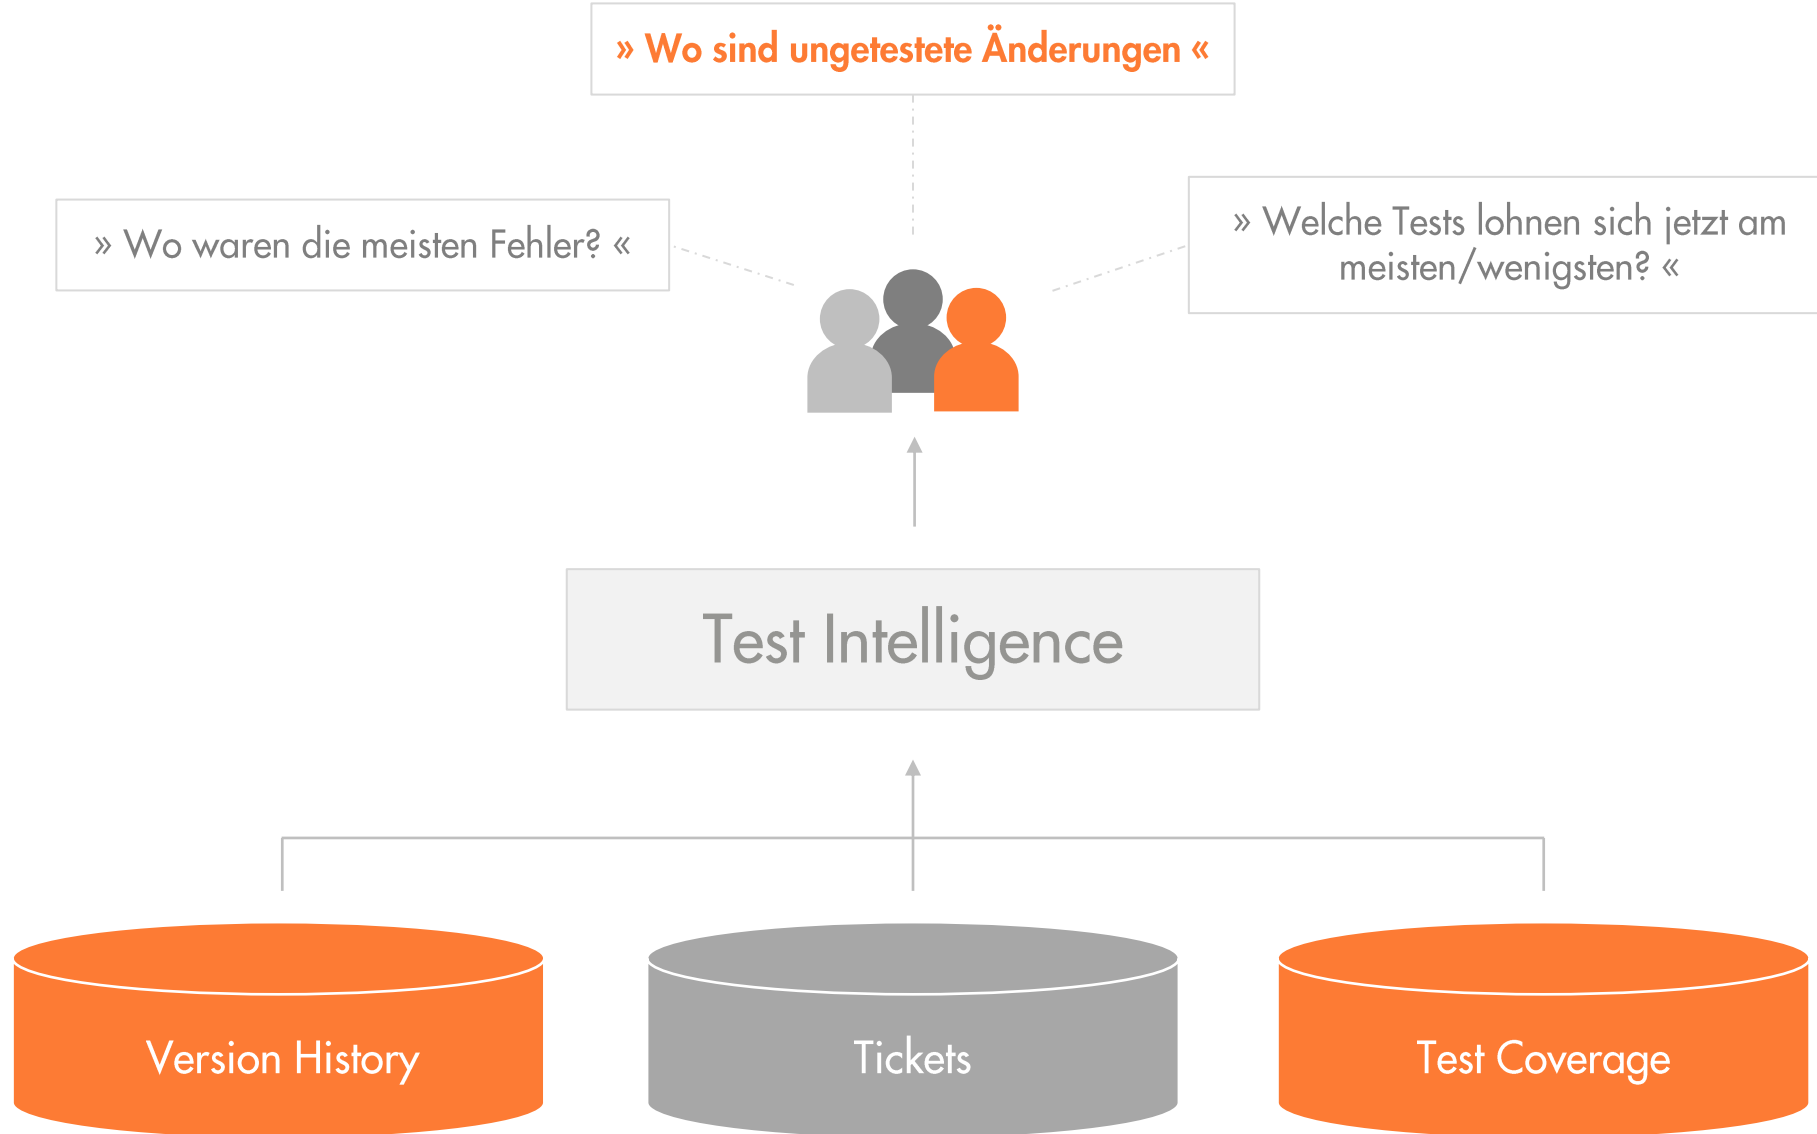 » Wo sind ungetestete Änderungen «
» Wo waren die meisten Fehler? «
» Welche Tests lohnen sich jetzt am
meisten/wenigsten? «
Test Intelligence
Version History
Tickets
Test Coverage